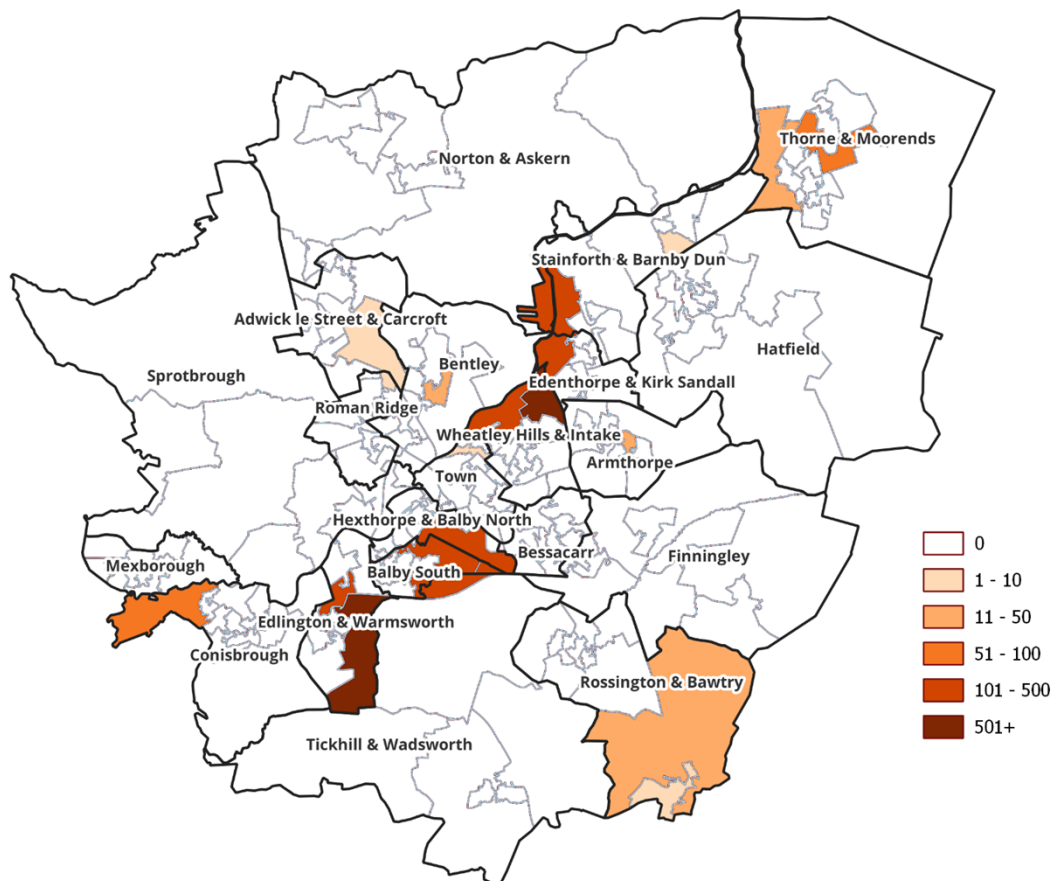 Thorne & Moorends
Norton & Askern
Stainforth & Barnby Dun
Adwick le Street & Carcroft
Hatfield
Bentley
Sprotbrough
Edenthorpe & Kirk Sandall
Roman Ridge
Wheatley Hills & Intake
Armthorpe
Town
Hexthorpe & Balby North
Bessacarr
Finningley
Mexborough
Balby South
Edlington & Warmsworth
Conisbrough
Rossington & Bawtry
Tickhill & Wadsworth
0
1 - 10
11 - 50
51 - 100
101 - 500
501+